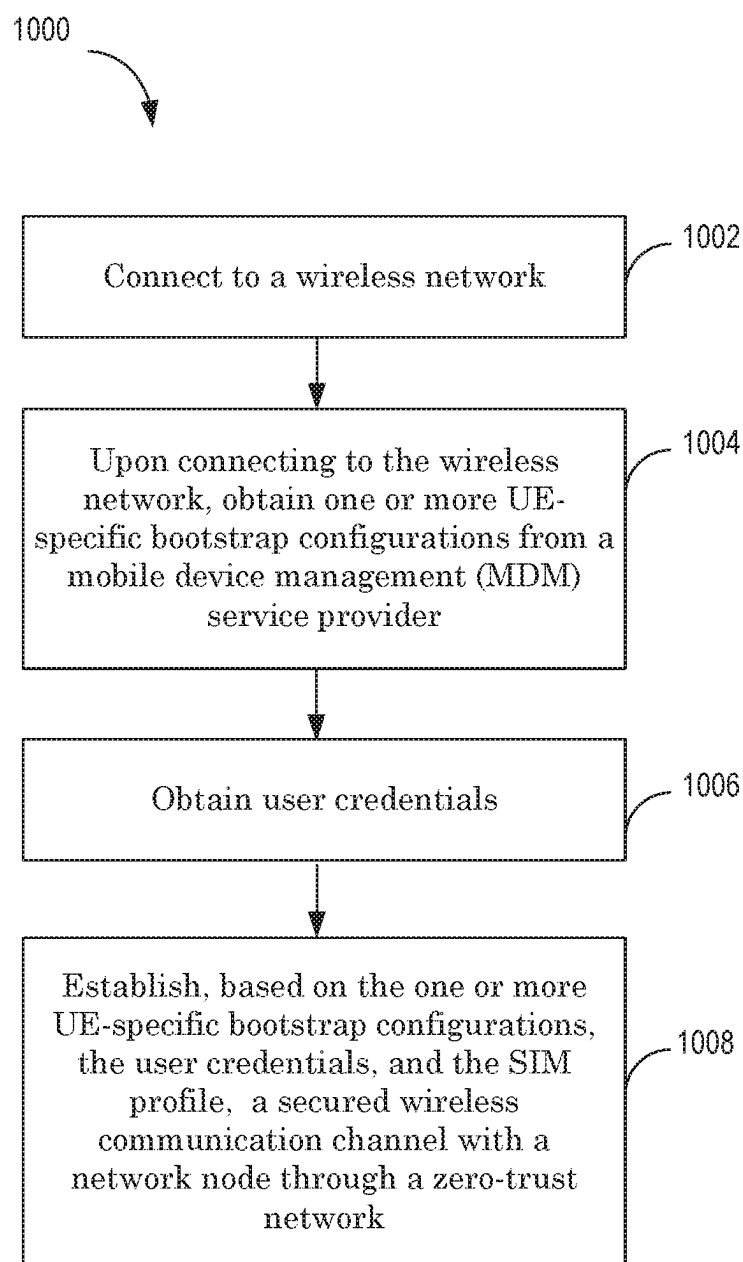 1000
Connect to a wireless network
1002
Upon connecting to the wireless
network, obtain one or more UE-
specific bootstrap configurations from a
mobile device management (MDM)
service provider
1004
Obtain user credentials
1006
Establish, based on the one or more
UE-specific bootstrap configurations,
the user credentials, and the SIM
profile, a secured wireless
communication channel with a
network node through a zero-trust
network
1008